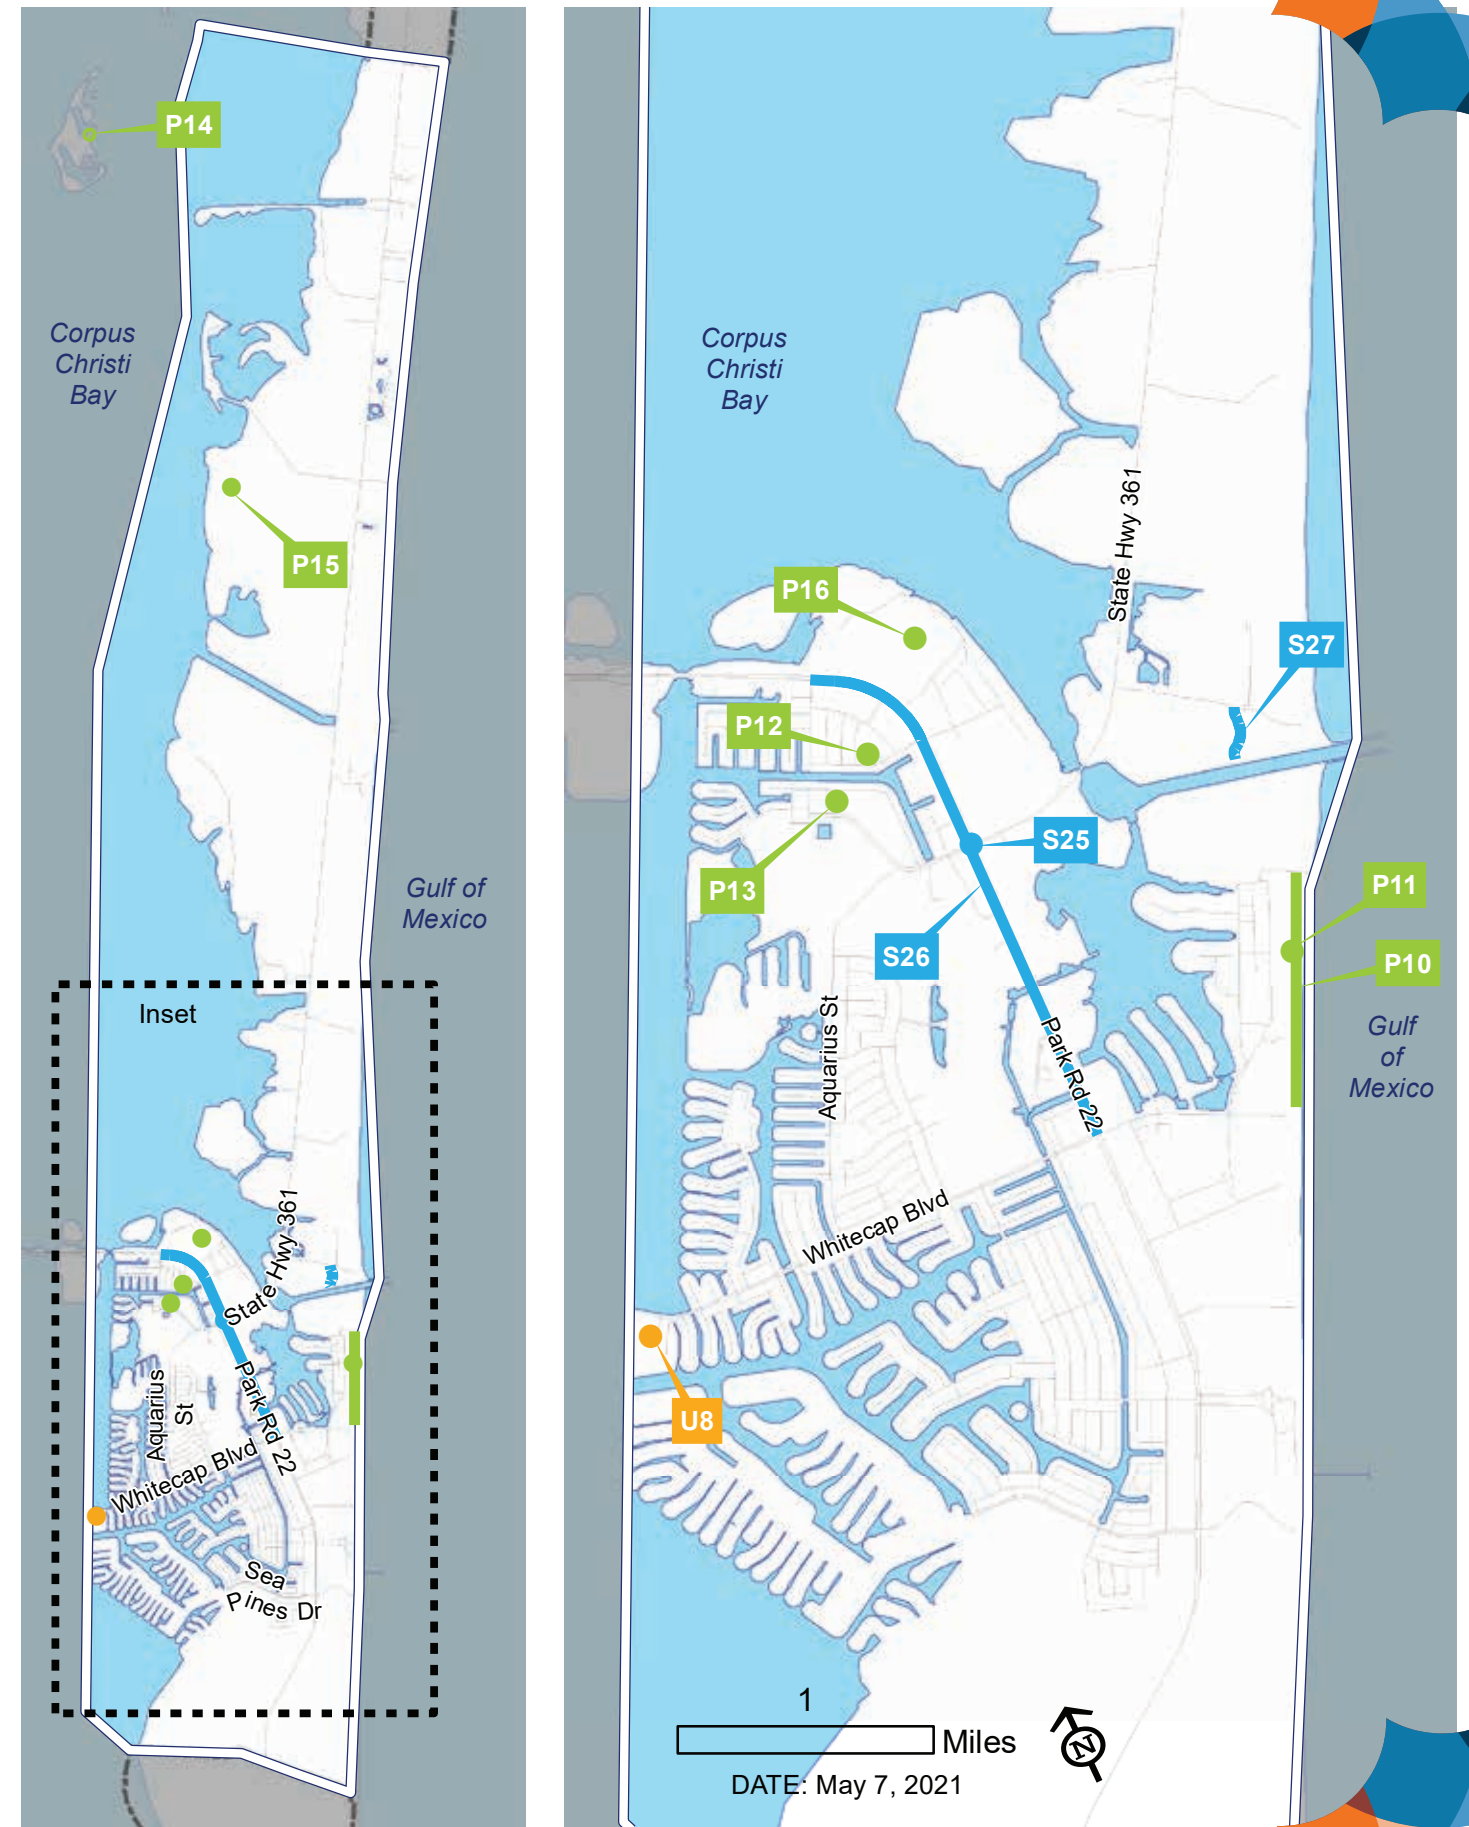 P14
Corpus
Christi
Bay
P15
Gulf of
Mexico
Inset
State Hwy 361
Park Rd 22
Aquarius
St
Whitecap Blvd
Sea
Pines Dr
Corpus
Christi
Bay
State Hwy 361
P16
S27
P12
S25
P13
P11
S26
P10
Gulf
of
Mexico
Aquarius St
Park Rd 22
Whitecap Blvd
U8
1
Miles
N
DATE: May 7, 2021